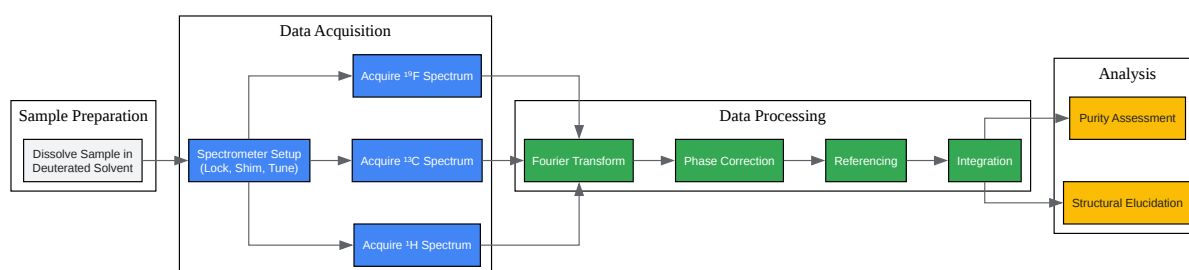 Sample Preparation
Dissolve Sample in
Deuterated Solvent
Data Acquisition
Spectrometer Setup
(Lock, Shim, Tune)
Acquire ¹⁹F Spectrum
Acquire ¹³C Spectrum
Acquire ¹H Spectrum
Data Processing
Fourier Transform
Phase Correction
Referencing
Integration
Analysis
Purity Assessment
Structural Elucidation